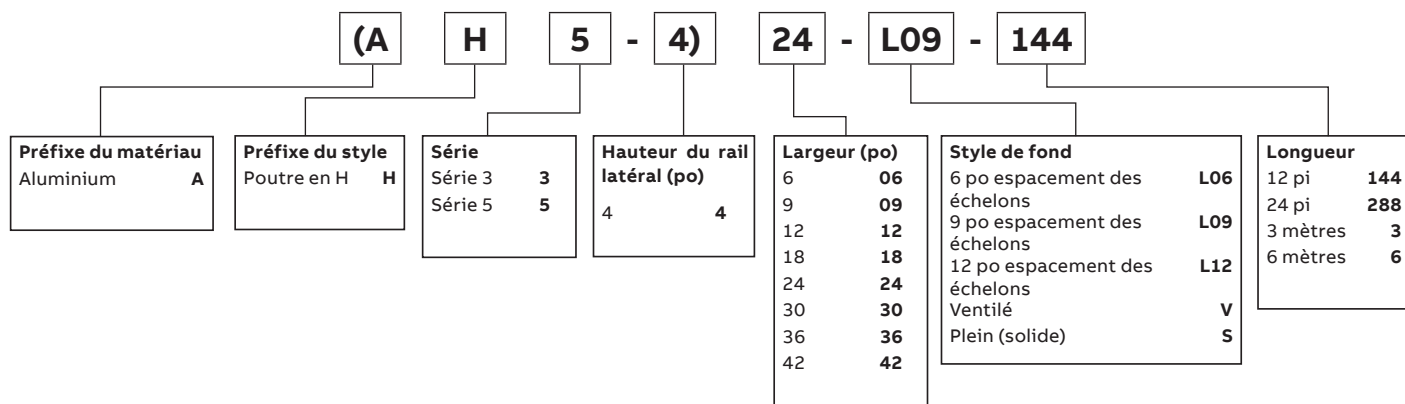 (A H 5 - 4) 24 - L09 - 144
Préfixe du matériau
Aluminium A
Préfixe du style
Poutre en H H
Série
Série 3 3
Série 5 5
Hauteur du rail
latéral (po)
4 4
Largeur (po)
6 06
9 09
12 12
18 18
24 24
30 30
36 36
42 42
Style de fond
6 po espacement des L06
échelons
9 po espacement des L09
échelons
12 po espacement des L12
échelons
Ventilé V
Plein (solide) S
Longueur
12 pi 144
24 pi 288
3 mètres 3
6 mètres 6